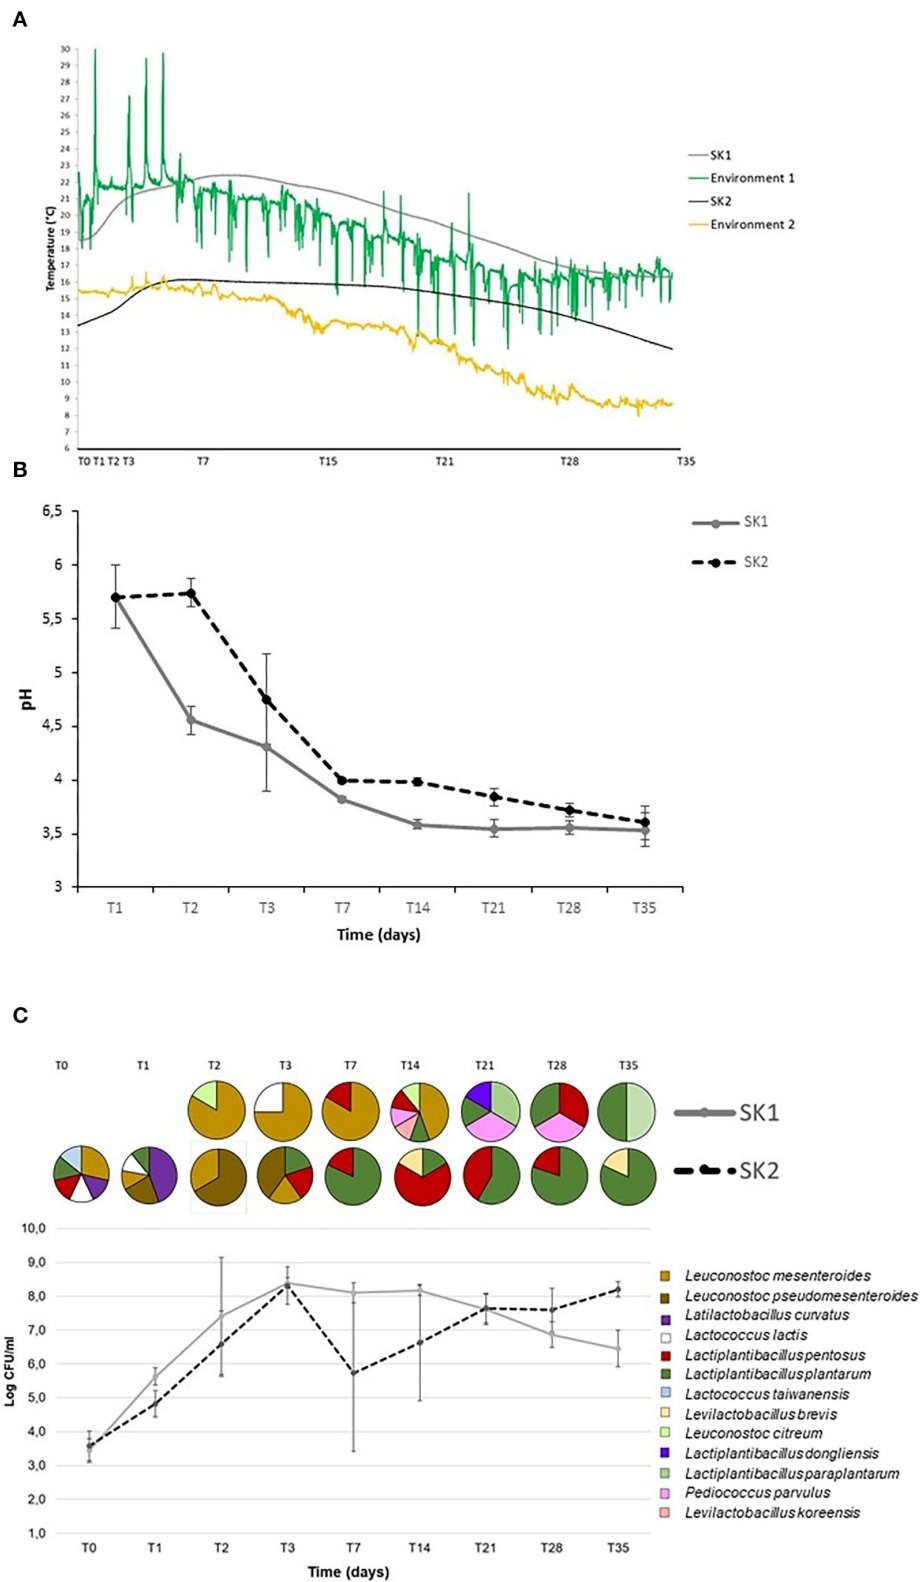 A
30
29
28
27
26
25
24
23
22
21
20
19
18
17
16
15
14
13
12
11
10
9
8
7
6
Temperature (°C)
T0 T1 T2 T3 T7 T15 T21 T28 T35
SK1
Environment 1
SK2
Environment 2
B
6,5
6
5,5
5
4,5
4
3,5
3
pH
T1 T2 T3 T7 T14 T21 T28 T35
Time (days)
SK1
SK2
C
T0 T1 T2 T3 T7 T14 T21 T28 T35
SK1
SK2
10,0
9,0
8,0
7,0
6,0
5,0
4,0
3,0
2,0
1,0
Log CFU/ml
T0 T1 T2 T3 T7 T14 T21 T28 T35
Time (days)
Leuconostoc mesenteroides
Leuconostoc pseudomesenteroides
Latilactobacillus curvatus
Lactococcus lactis
Lactiplantibacillus pentosus
Lactiplantibacillus plantarum
Lactococcus taiwanensis
Levilactobacillus brevis
Leuconostoc citreum
Lactiplantibacillus dongliensis
Lactiplantibacillus paraplantarum
Pediococcus parvulus
Levilactobacillus koreensis